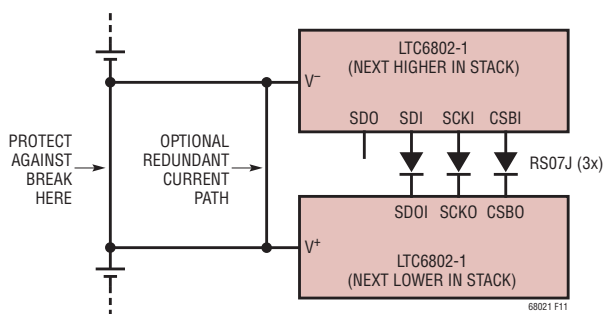 LTC6802-1
(NEXT HIGHER IN STACK)
V–
SDO SDI SCKI CSBI
PROTECT
AGAINST
BREAK
HERE
OPTIONAL
REDUNDANT
CURRENT
PATH
RS07J (3x)
SDOI SCKO CSBO
V+
LTC6802-1
(NEXT LOWER IN STACK)
68021 F11